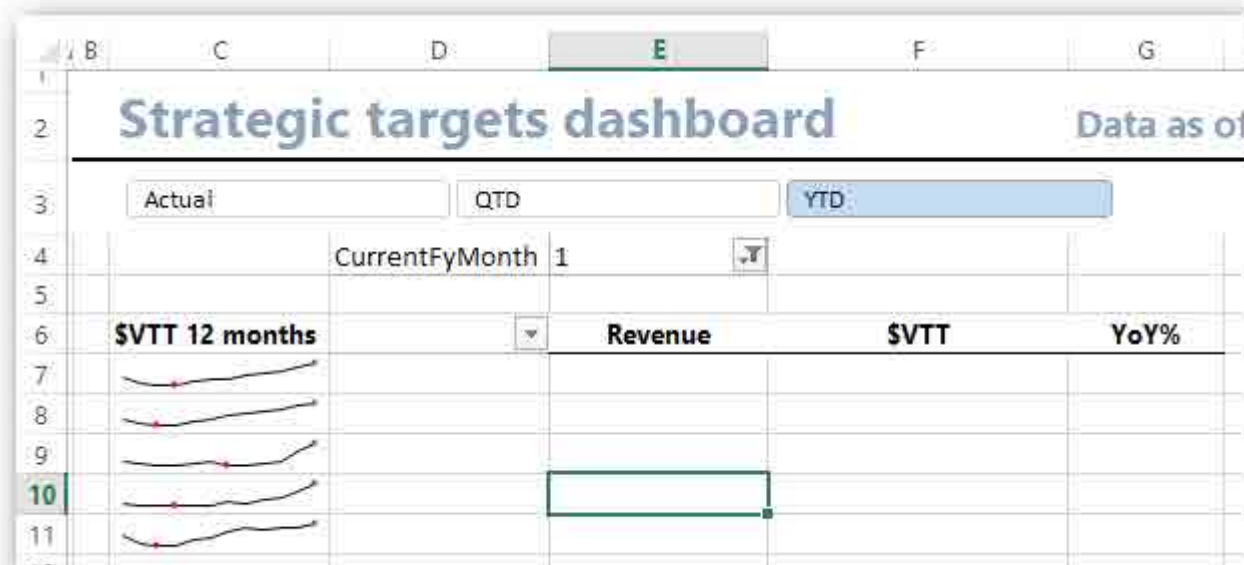 B C D E F G
1
2 Strategic targets dashboard Data as of
3 Actual QTD YTD
4 CurrentFyMonth 1
5
6 $VTT 12 months Revenue $VTT YoY%
7
8
9
10
11